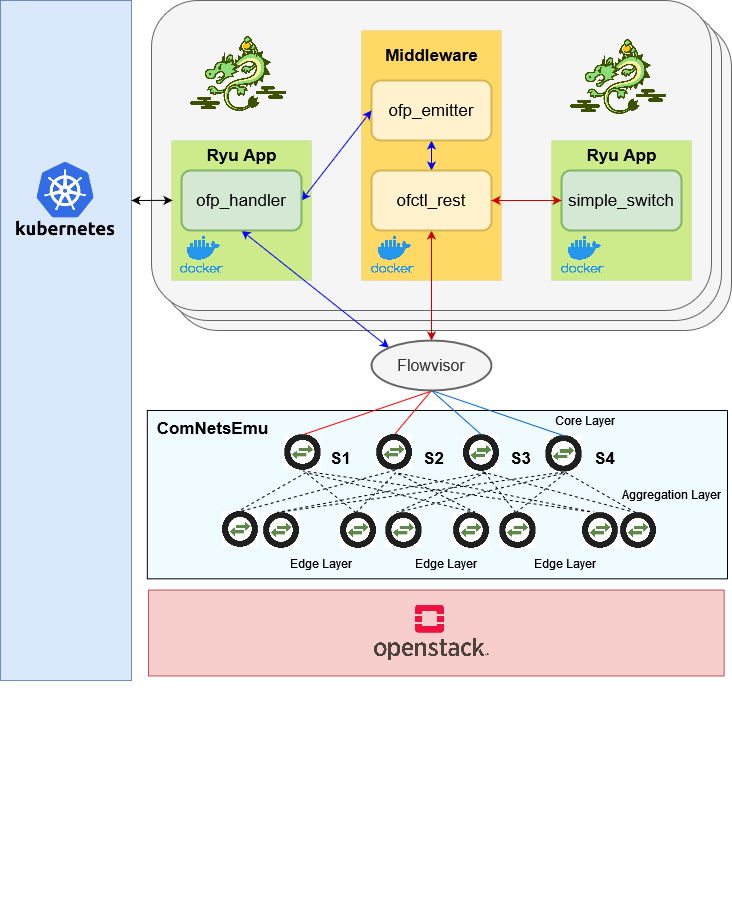 Middleware
ofp_emitter
Ryu App
Ryu App
ofp_handler
ofctl_rest
simple_switch
kubernetes
docker
docker
docker
Flowvisor
Core Layer
ComNetsEmu
S1
S2
S3
S4
Aggregation Layer
Edge Layer
Edge Layer
Edge Layer
openstack.